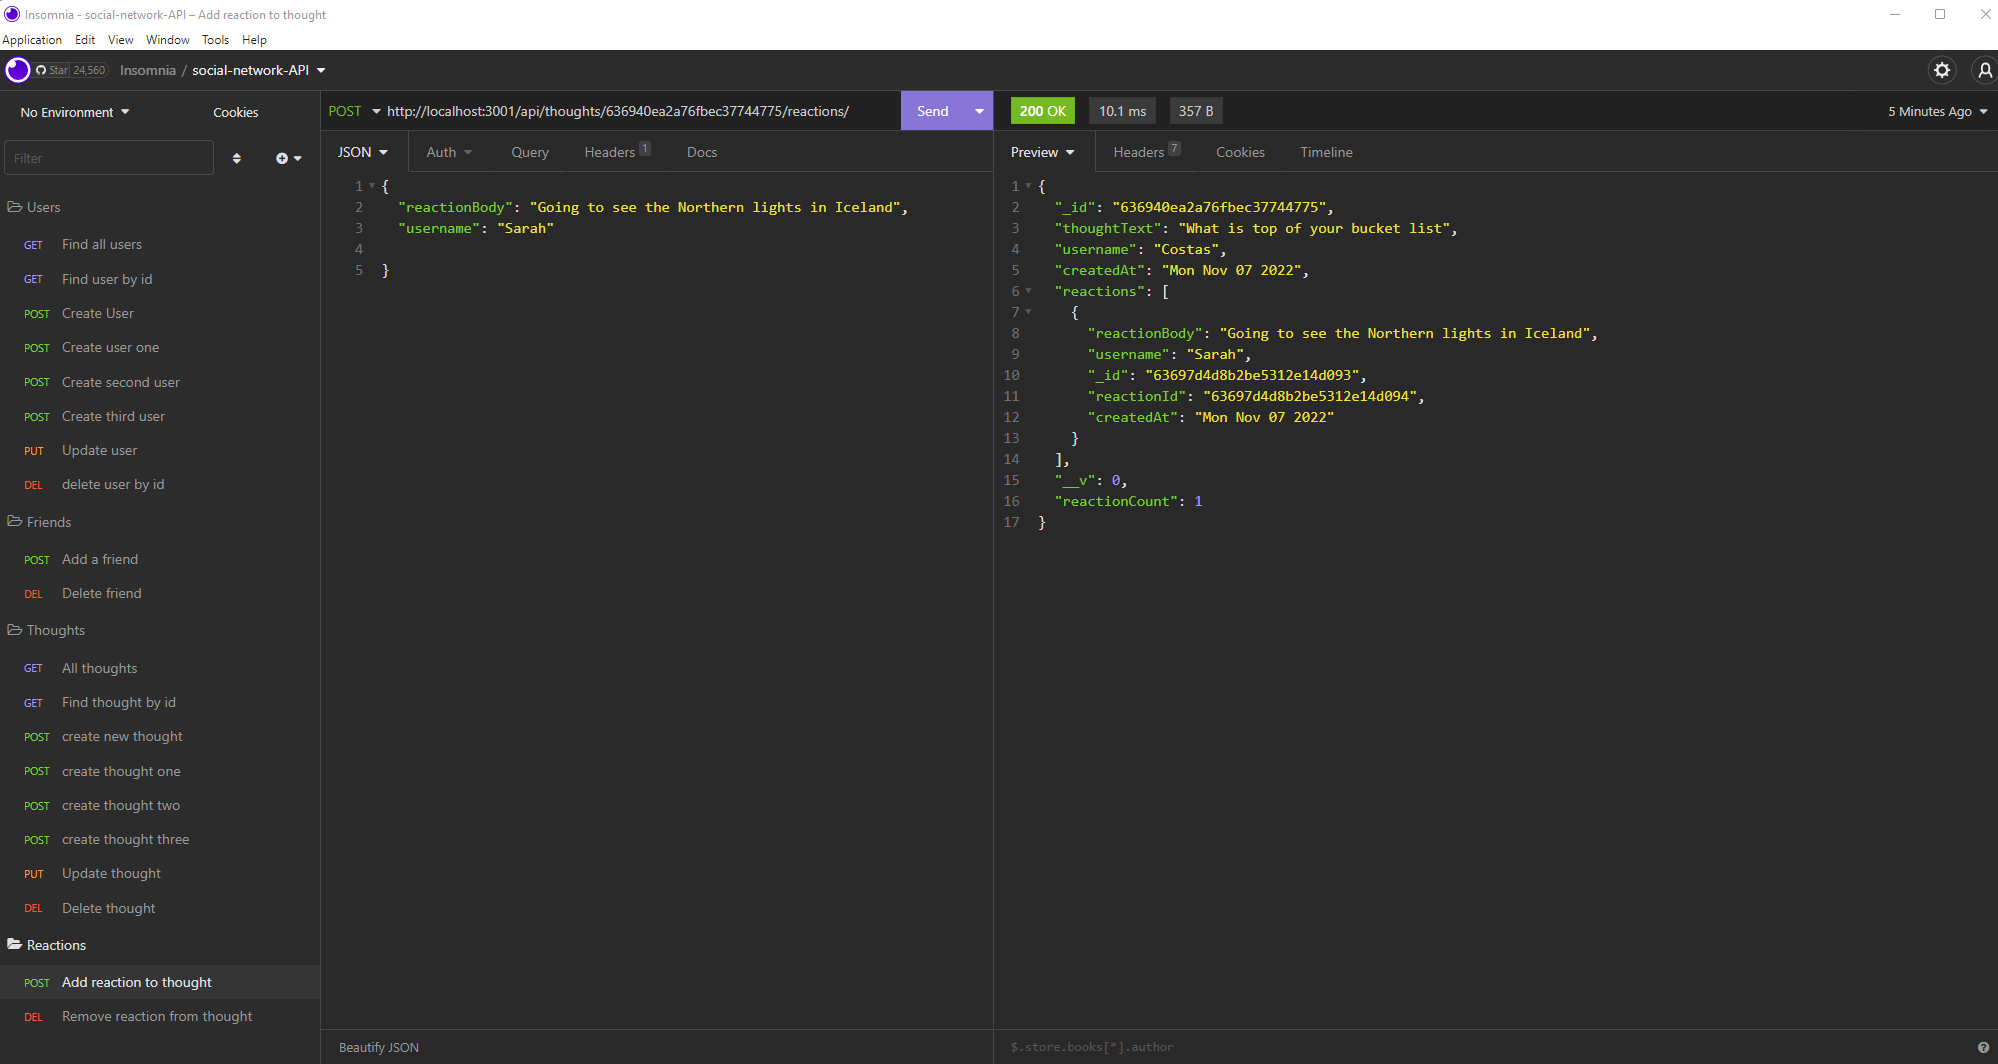 Insomnia - social-network-API – Add reaction to thought
Application Edit View Window Tools Help
Star 24,560 Insomnia / social-network-API
No Environment Cookies
Filter
Users
GET Find all users
GET Find user by id
POST Create User
POST Create user one
POST Create second user
POST Create third user
PUT Update user
DEL delete user by id
Friends
POST Add a friend
DEL Delete friend
Thoughts
GET All thoughts
GET Find thought by id
POST create new thought
POST create thought one
POST create thought two
POST create thought three
PUT Update thought
DEL Delete thought
Reactions
POST Add reaction to thought
DEL Remove reaction from thought
POST http://localhost:3001/api/thoughts/636940ea2a76fbec37744775/reactions/ Send
JSON Auth Query Headers 1 Docs
1 {
2 "reactionBody": "Going to see the Northern lights in Iceland",
3 "username": "Sarah"
4
5 }
Beautify JSON
200 OK 10.1 ms 357 B 5 Minutes Ago
Preview Headers 7 Cookies Timeline
1 {
2 "_id": "636940ea2a76fbec37744775",
3 "thoughtText": "What is top of your bucket list",
4 "username": "Costas",
5 "createdAt": "Mon Nov 07 2022",
6 "reactions": [
7 {
8 "reactionBody": "Going to see the Northern lights in Iceland",
9 "username": "Sarah",
10 "_id": "63697d4d8b2be5312e14d093",
11 "reactionId": "63697d4d8b2be5312e14d094",
12 "createdAt": "Mon Nov 07 2022"
13 }
14 ],
15 "__v": 0,
16 "reactionCount": 1
17 }
$.store.books[*].author